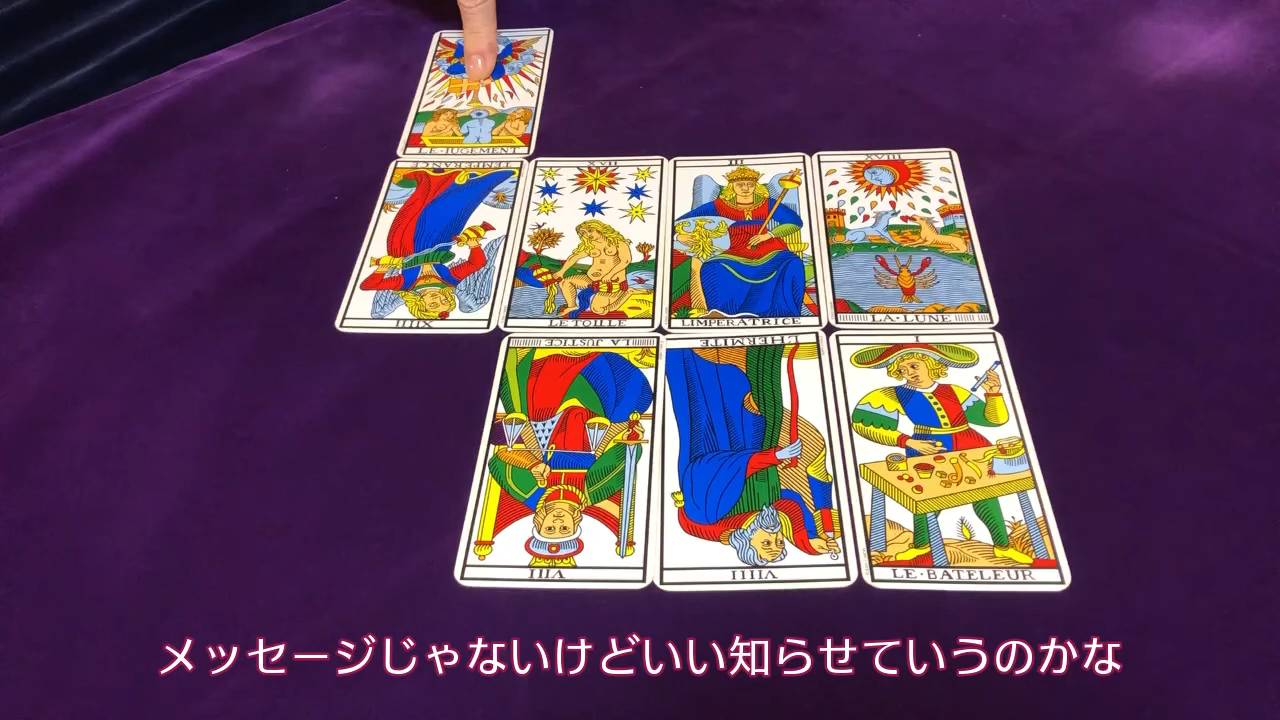 LE·JUGEMENT
TEMPERANCE
XIIII
XVII
LE TOILLE
III
LIMPERATRICE
XVIII
LA·LUNE
LA JUSTICE
VIII
L'HERMITE
VIIII
I
LE·BATELEUR
メッセージじゃないけどいい知らせていうのかな